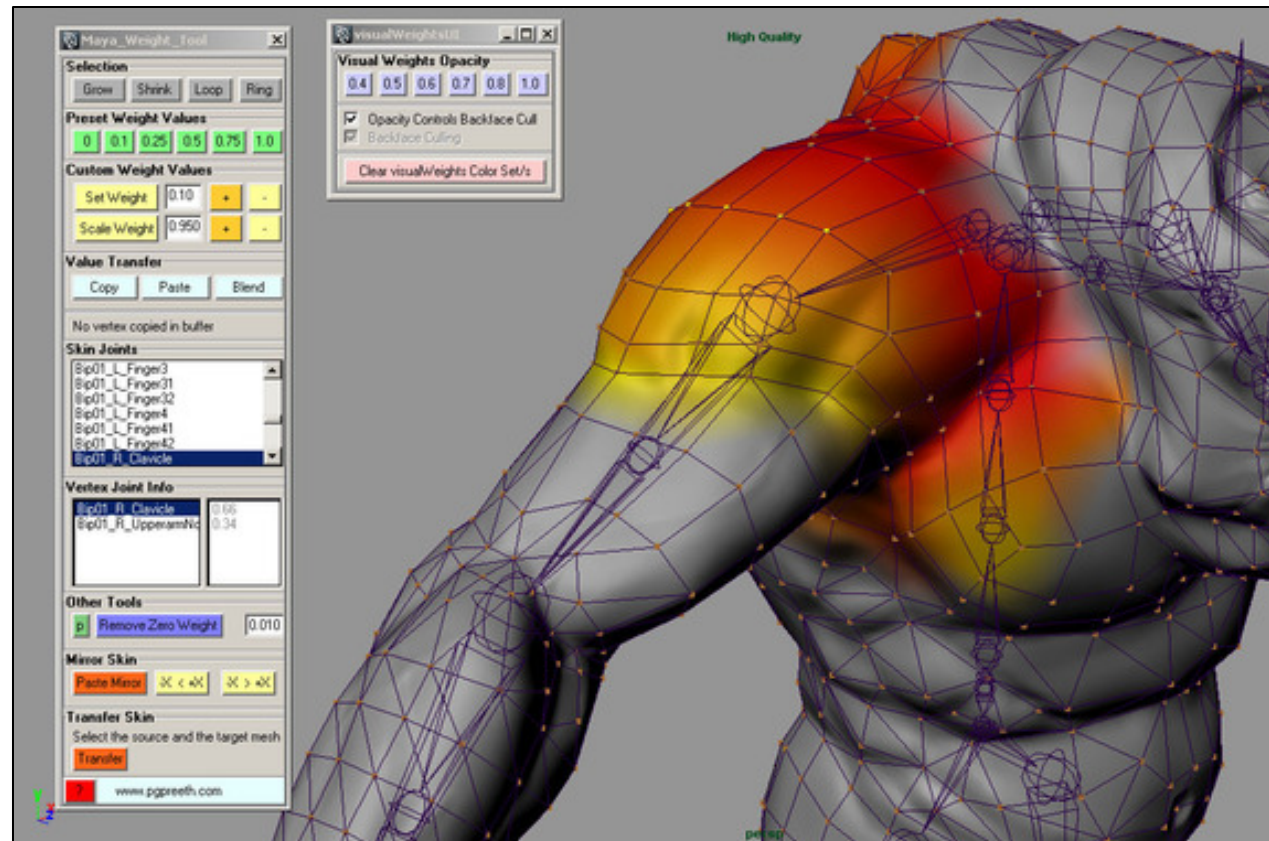 Maya_Weight_Tool
Selection
Grow Shrink Loop Ring
Preset Weight Values
0 0.1 0.25 0.5 0.75 1.0
Custom Weight Values
Set Weight 0.10 + -
Scale Weight 0.950 + -
Value Transfer
Copy Paste Blend
No vertex copied in buffer
Skin Joints
Bip01_L_Finger3
Bip01_L_Finger31
Bip01_L_Finger32
Bip01_L_Finger4
Bip01_L_Finger41
Bip01_L_Finger42
Bip01_R_Clavicle
Vertex Joint Info
Bip01_R_Clavicle 0.66
Bip01_R_UpperarmNo 0.34
Other Tools
p Remove Zero Weight 0.010
Mirror Skin
Paste Mirror -X < +X -X > +X
Transfer Skin
Select the source and the target mesh
Transfer
? www.pgpreeth.com
visualWeightsUI
Visual Weights Opacity
0.4 0.5 0.6 0.7 0.8 1.0
Opacity Controls Backface Cull
Backface Culling
Clear visualWeights Color Set/s
High Quality
persp
Y
X
Z